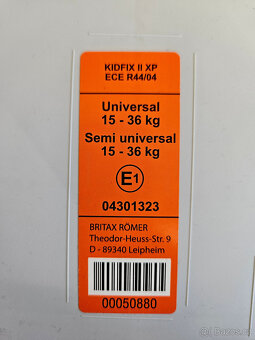 KIDFIX II XP
ECE R44/04
Universal
15 - 36 kg
Semi universal
15 - 36 kg
E1
04301323
BRITAX RÖMER
Theodor-Heuss-Str. 9
D - 89340 Leipheim
00050880